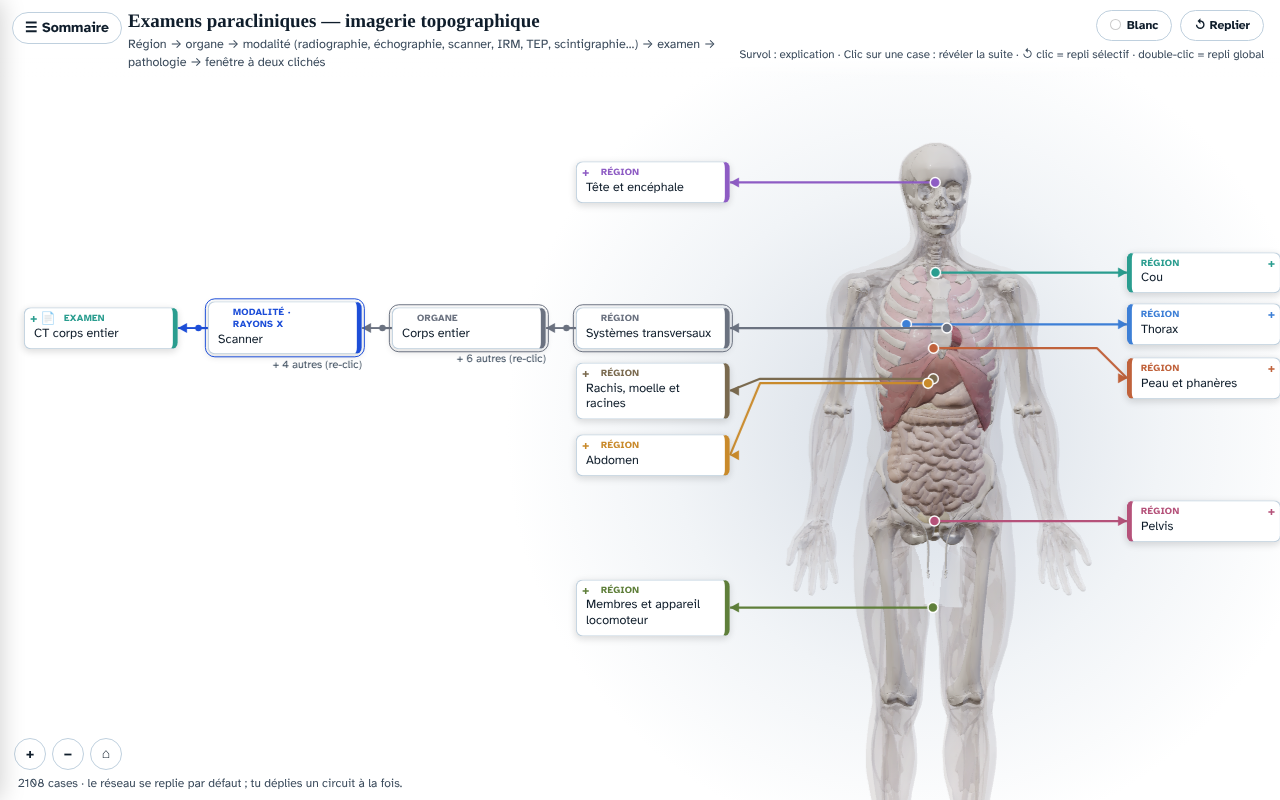 ☰ Sommaire
Examens paracliniques — imagerie topographique
Région → organe → modalité (radiographie, échographie, scanner, IRM, TEP, scintigraphie…) → examen →
pathologie → fenêtre à deux clichés
Blanc
↺ Replier
Survol : explication · Clic sur une case : révéler la suite · ↺ clic = repli sélectif · double-clic = repli global
+ RÉGION
Tête et encéphale
RÉGION +
Cou
+ EXAMEN
CT corps entier
MODALITÉ ·
RAYONS X
Scanner
+ 4 autres (re-clic)
ORGANE
Corps entier
+ 6 autres (re-clic)
RÉGION
Systèmes transversaux
RÉGION +
Thorax
+ RÉGION
Rachis, moelle et
racines
RÉGION +
Peau et phanères
+ RÉGION
Abdomen
RÉGION +
Pelvis
+ RÉGION
Membres et appareil
locomoteur
+ − ⌂
2108 cases · le réseau se replie par défaut ; tu déplies un circuit à la fois.